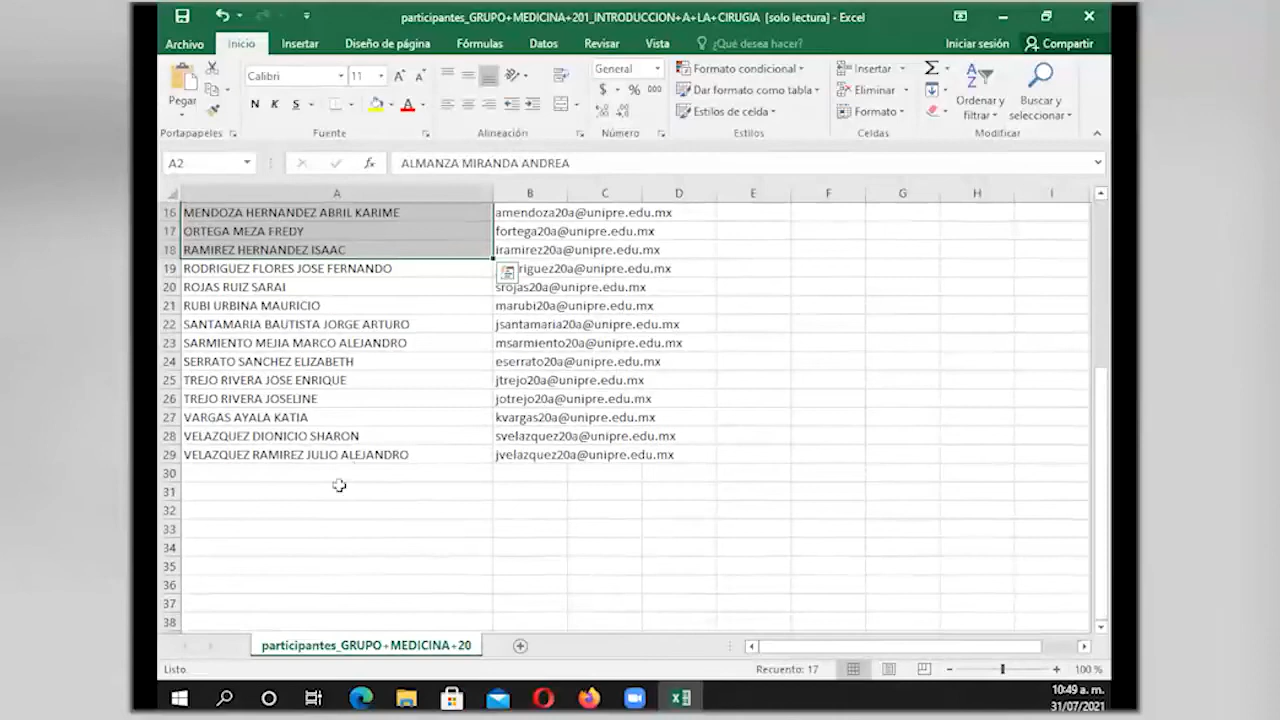 participantes_GRUPO+MEDICINA+201_INTRODUCCION+A+LA+CIRUGIA [solo lectura] - Excel
Archivo Inicio Insertar Diseño de página Fórmulas Datos Revisar Vista ¿Qué desea hacer? Iniciar sesión Compartir
Pegar Calibri 11 General Formato condicional Insertar
N K S $ % 000 Dar formato como tabla Eliminar Ordenar y filtrar Buscar y seleccionar
Estilos de celda Formato
Portapapeles Fuente Alineación Número Estilos Celdas Modificar
A2 fx ALMANZA MIRANDA ANDREA
A B C D E F G H I
16 MENDOZA HERNANDEZ ABRIL KARIME amendoza20a@unipre.edu.mx
17 ORTEGA MEZA FREDY fortega20a@unipre.edu.mx
18 RAMIREZ HERNANDEZ ISAAC iramirez20a@unipre.edu.mx
19 RODRIGUEZ FLORES JOSE FERNANDO riguez20a@unipre.edu.mx
20 ROJAS RUIZ SARAI srojas20a@unipre.edu.mx
21 RUBI URBINA MAURICIO marubi20a@unipre.edu.mx
22 SANTAMARIA BAUTISTA JORGE ARTURO jsantamaria20a@unipre.edu.mx
23 SARMIENTO MEJIA MARCO ALEJANDRO msarmiento20a@unipre.edu.mx
24 SERRATO SANCHEZ ELIZABETH eserrato20a@unipre.edu.mx
25 TREJO RIVERA JOSE ENRIQUE jtrejo20a@unipre.edu.mx
26 TREJO RIVERA JOSELINE jotrejo20a@unipre.edu.mx
27 VARGAS AYALA KATIA kvargas20a@unipre.edu.mx
28 VELAZQUEZ DIONICIO SHARON svelazquez20a@unipre.edu.mx
29 VELAZQUEZ RAMIREZ JULIO ALEJANDRO jvelazquez20a@unipre.edu.mx
30
31
32
33
34
35
36
37
38
participantes_GRUPO+MEDICINA+20
Listo. Recuento: 17 100 %
10:49 a. m.
31/07/2021